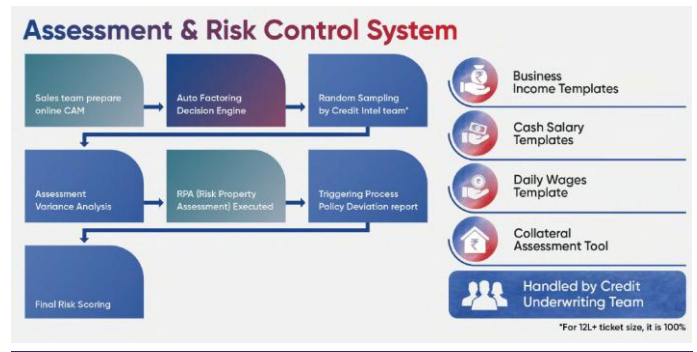 Assessment & Risk Control System
Sales team prepare
online CAM
Auto Factoring
Decision Engine
Random Sampling
by Credit Intel team*
Assessment
Variance Analysis
RPA (Risk Property
Assessment) Executed
Triggering Process
Policy Deviation report
Final Risk Scoring
₹
Business
Income Templates
Cash Salary
Templates
₹
Daily Wages
Template
₹
Collateral
Assessment Tool
Handled by Credit
Underwriting Team
*For 12L+ ticket size, it is 100%